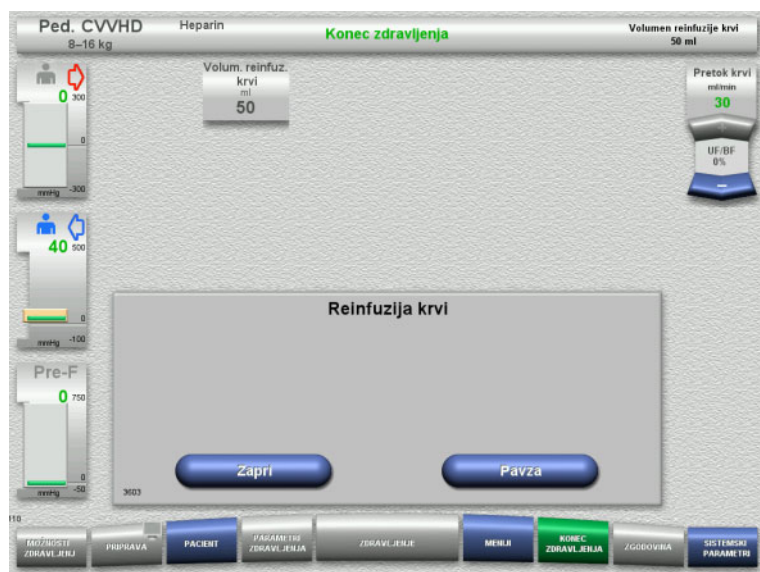 Ped. CVVHD
8–16 kg
Heparin
Konec zdravljenja
Volumen reinfuzije krvi
50 ml
0
300
0
-300
mmHg
Volum. reinfuz.
krvi
ml
50
Pretok krvi
ml/min
30
+
UF/BF
0%
−
40
500
0
-100
mmHg
Pre-F
0
750
0
-50
mmHg
Reinfuzija krvi
Zapri
Pavza
3603
MOŽNOSTI
ZDRAVLJENJ
PRIPRAVA
PACIENT
PARAMETRI
ZDRAVLJENJA
ZDRAVLJENJE
MENIJI
KONEC
ZDRAVLJENJA
ZGODOVINA
SISTEMSKI
PARAMETRI